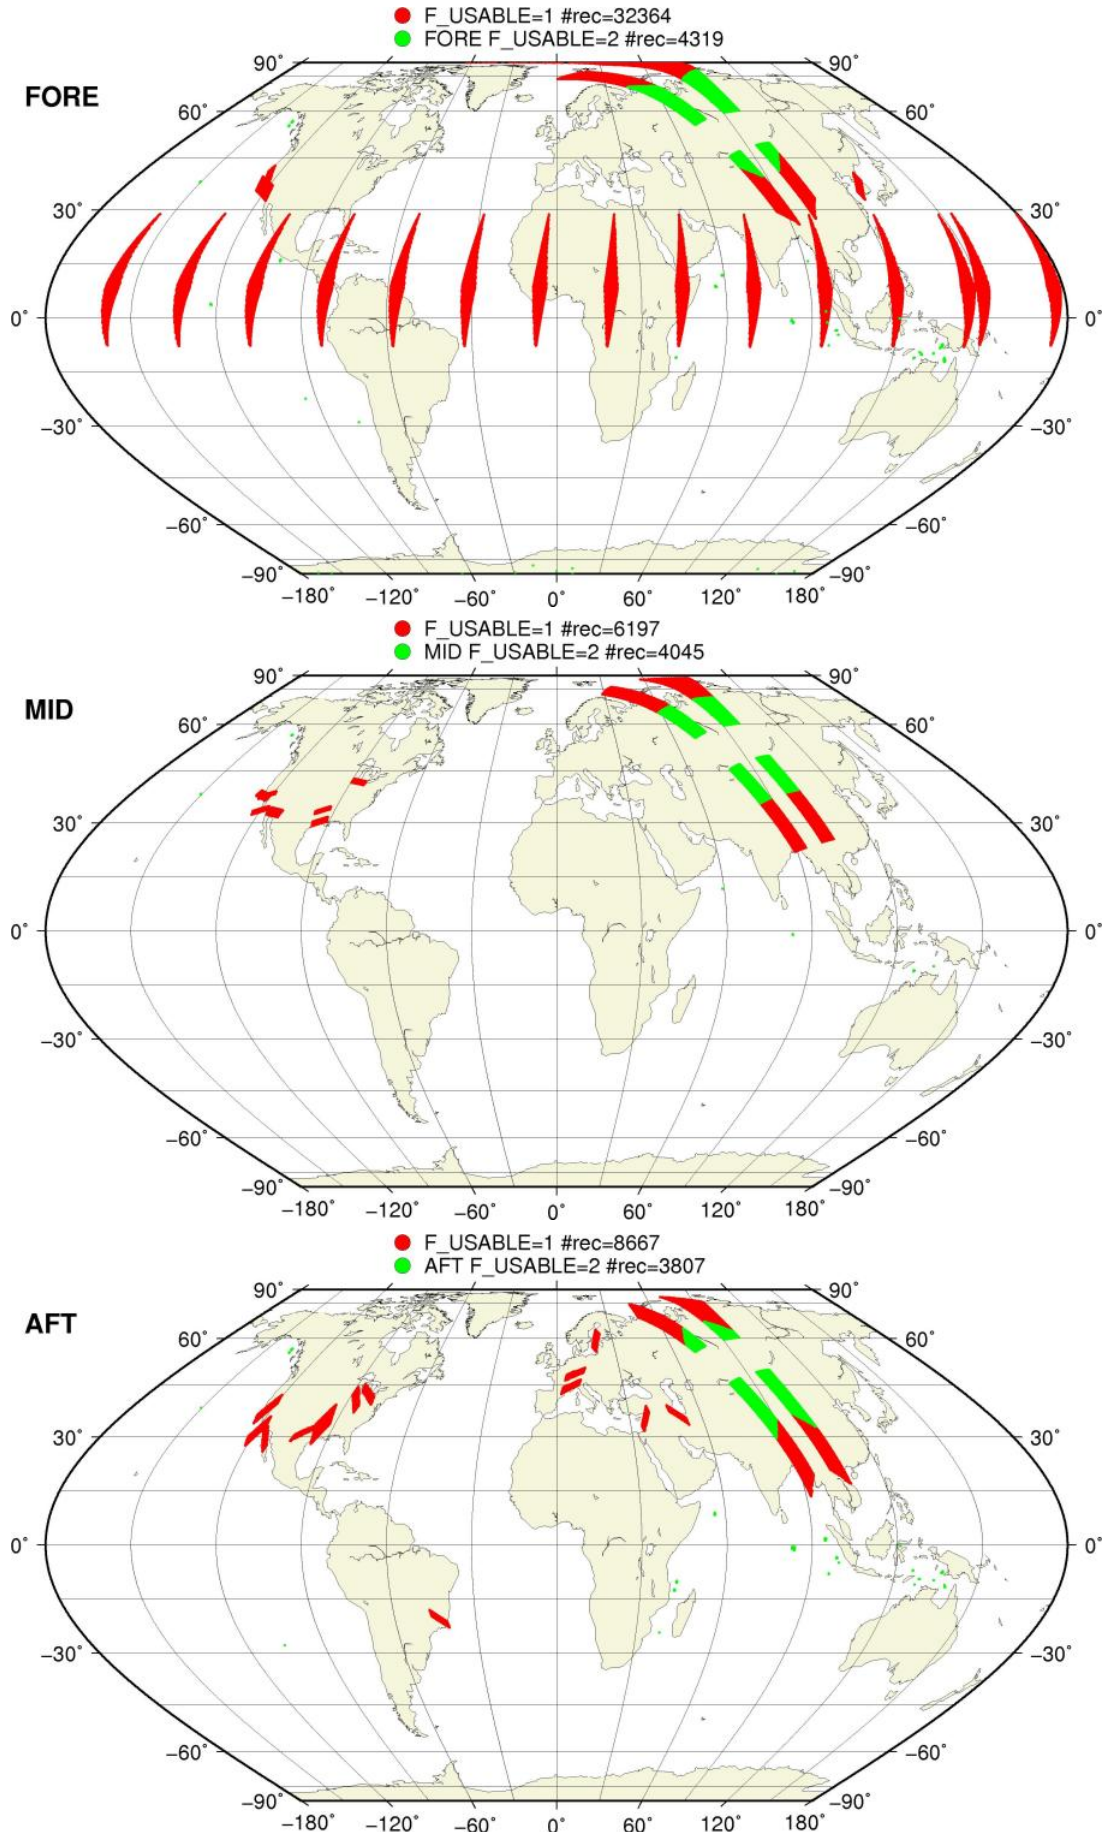 F_USABLE=1 #rec=32364
FORE F_USABLE=2 #rec=4319
FORE
90° 90°
60° 60°
30° 30°
0° 0°
−30° −30°
−60° −60°
−90° −90°
−180° −120° −60° 0° 60° 120° 180°
F_USABLE=1 #rec=6197
MID F_USABLE=2 #rec=4045
MID
90° 90°
60° 60°
30° 30°
0° 0°
−30° −30°
−60° −60°
−90° −90°
−180° −120° −60° 0° 60° 120° 180°
F_USABLE=1 #rec=8667
AFT F_USABLE=2 #rec=3807
AFT
90° 90°
60° 60°
30° 30°
0° 0°
−30° −30°
−60° −60°
−90° −90°
−180° −120° −60° 0° 60° 120° 180°